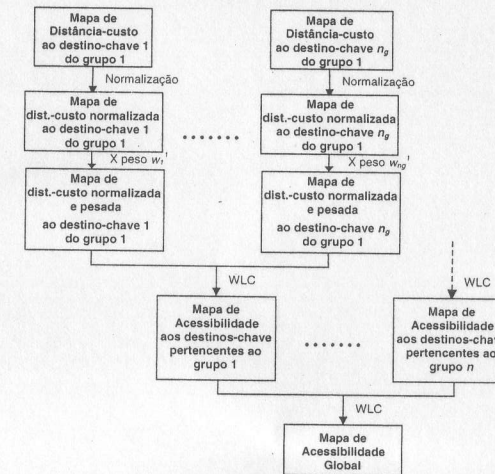 Mapa de
Distância-custo
ao destino-chave 1
do grupo 1
Mapa de
Distância-custo
ao destino-chave ng
do grupo 1
Normalização
Normalização
Mapa de
dist.-custo normalizada
ao destino-chave 1
do grupo 1
.......
Mapa de
dist.-custo normalizada
ao destino-chave ng
do grupo 1
X peso w1'
X peso wng'
Mapa de
dist.-custo normalizada
e pesada
ao destino-chave 1
do grupo 1
Mapa de
dist.-custo normalizada
e pesada
ao destino-chave ng
do grupo 1
WLC
WLC
Mapa de
Acessibilidade
aos destinos-chave
pertencentes ao
grupo 1
.......
Mapa de
Acessibilidade
aos destinos-chave
pertencentes ao
grupo n
WLC
Mapa de
Acessibilidade
Global